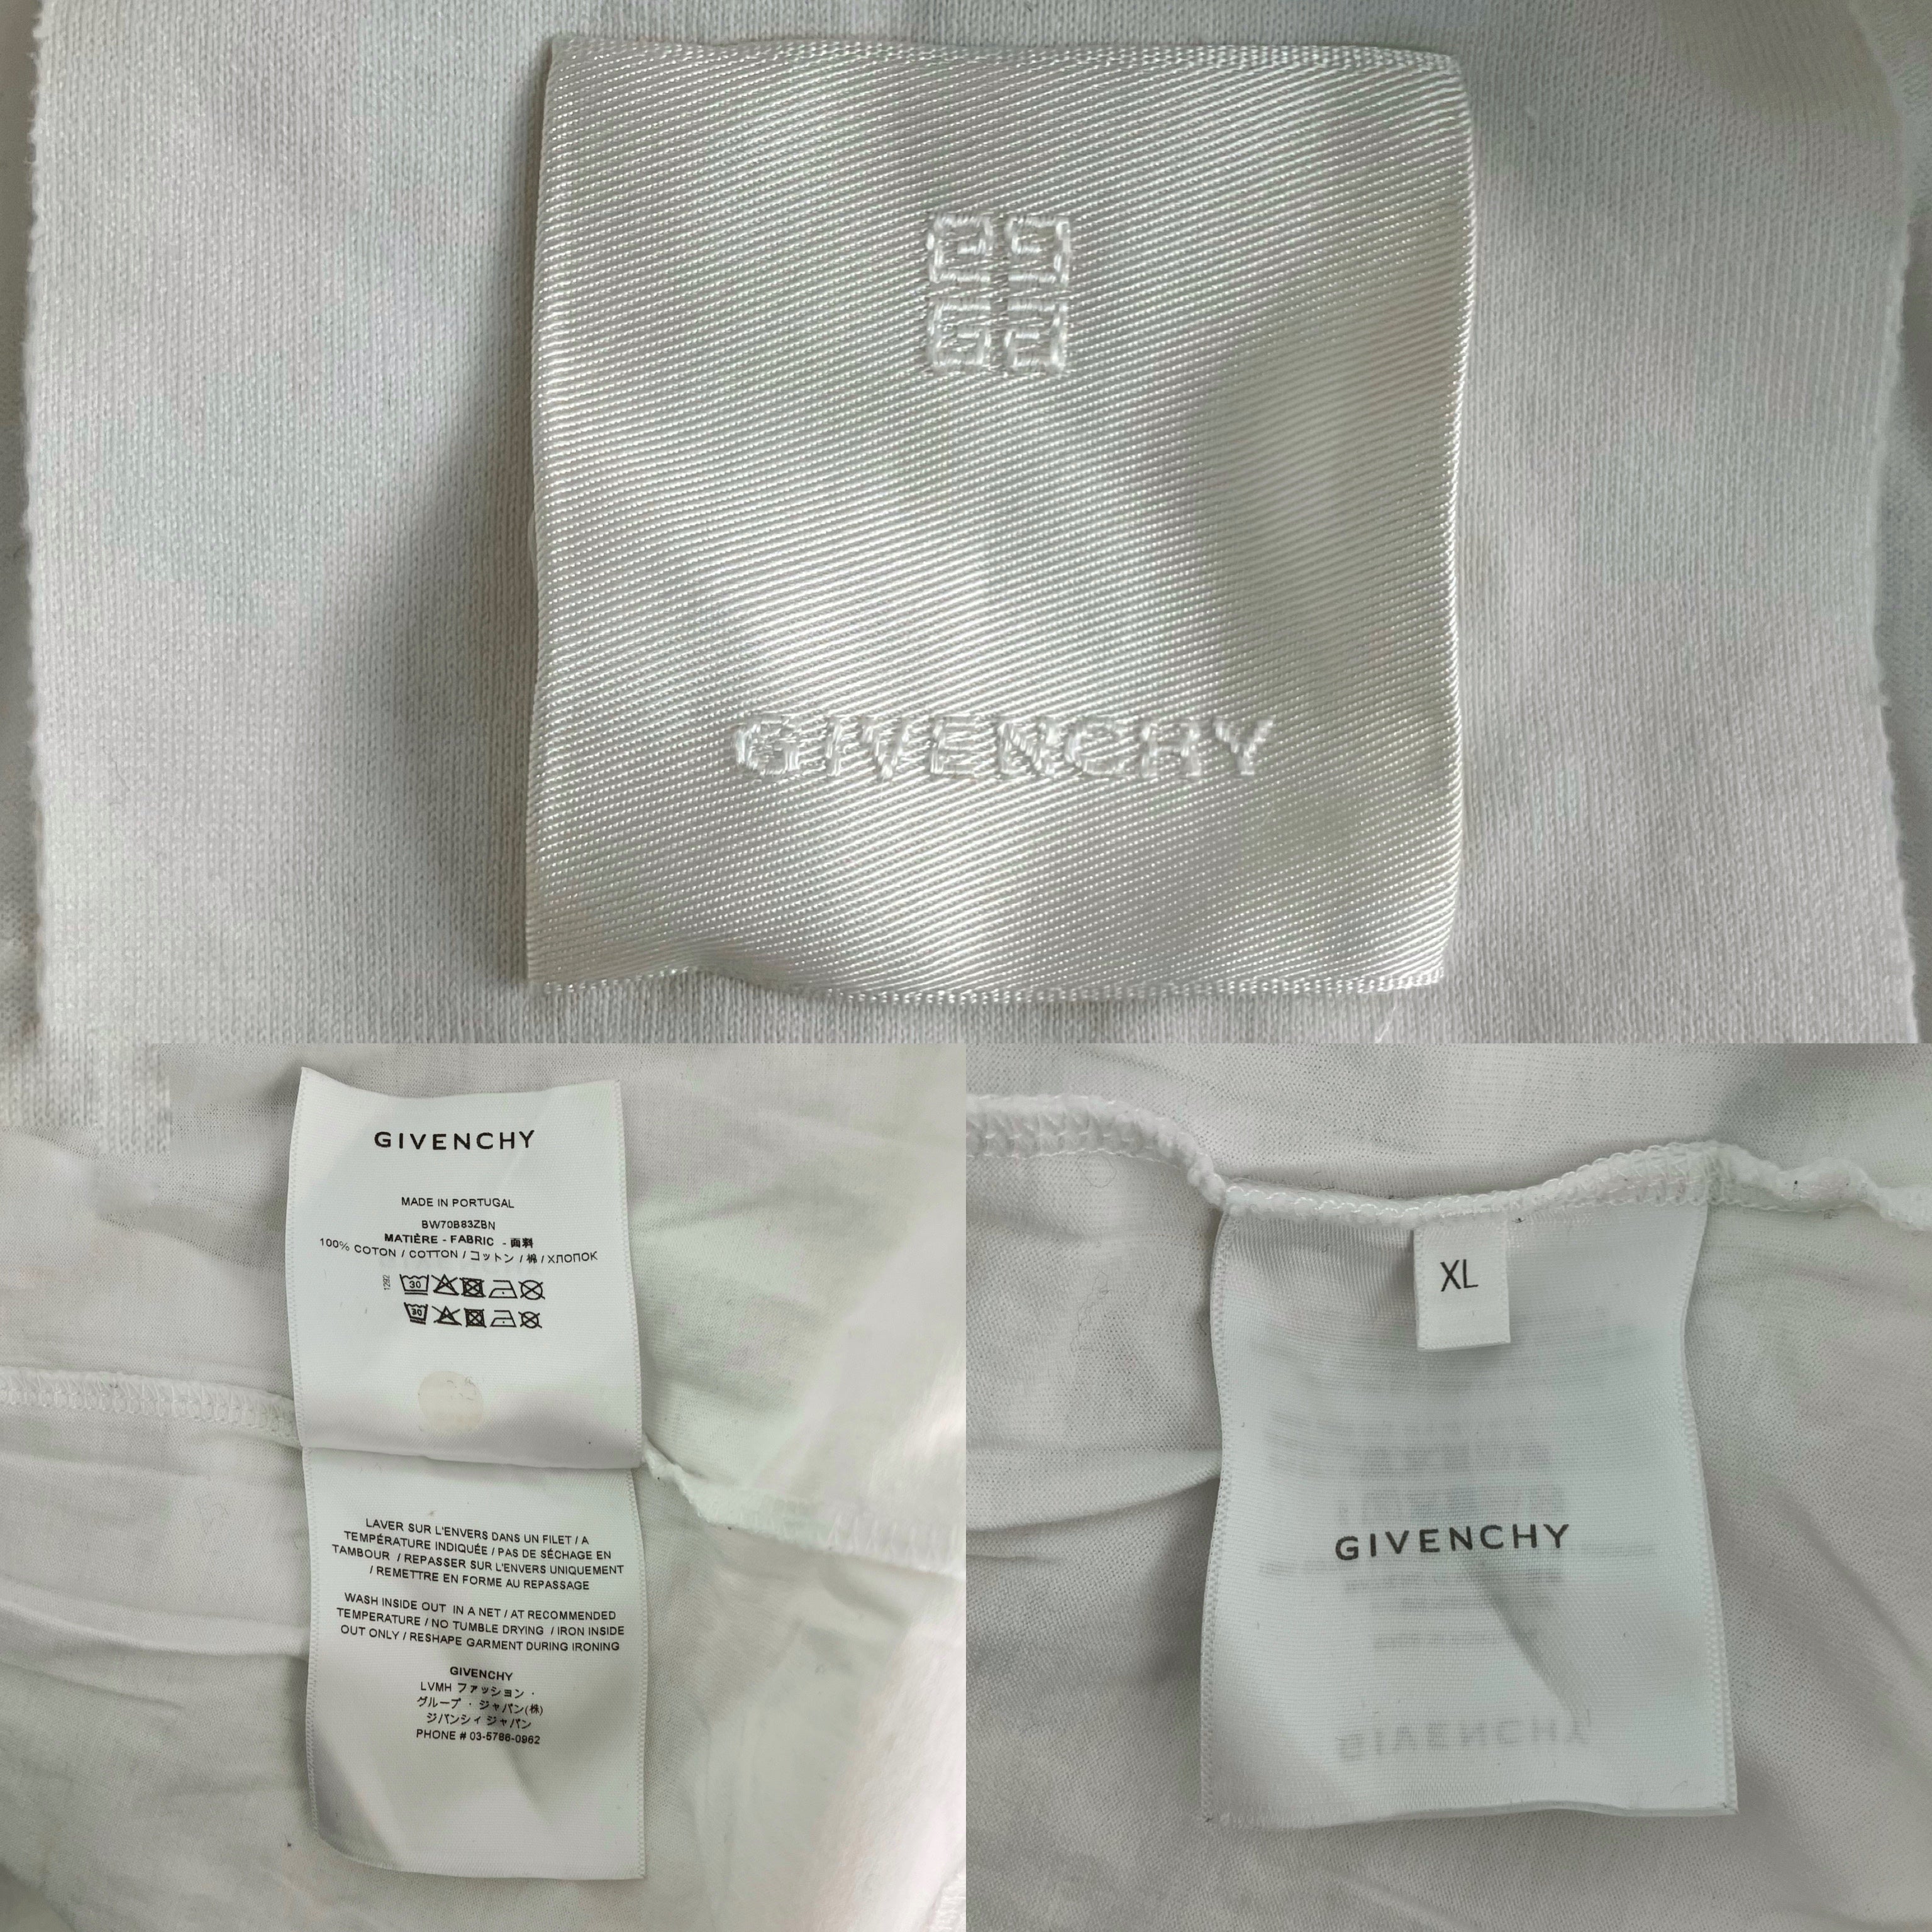 GIVENCHY
GIVENCHY
MADE IN PORTUGAL
BW70B83ZBN
MATIÈRE - FABRIC - 面料
100% COTON / COTTON / コットン / 棉 / ХЛОПОК
1292
30
30
LAVER SUR L'ENVERS DANS UN FILET / A
TEMPÉRATURE INDIQUÉE / PAS DE SÉCHAGE EN
TAMBOUR / REPASSER SUR L'ENVERS UNIQUEMENT
/ REMETTRE EN FORME AU REPASSAGE
WASH INSIDE OUT IN A NET / AT RECOMMENDED
TEMPERATURE / NO TUMBLE DRYING / IRON INSIDE
OUT ONLY / RESHAPE GARMENT DURING IRONING
GIVENCHY
LVMH ファッション ・
グループ ・ ジャパン(株)
ジバンシィ ジャパン
PHONE # 03-5786-0962
XL
GIVENCHY